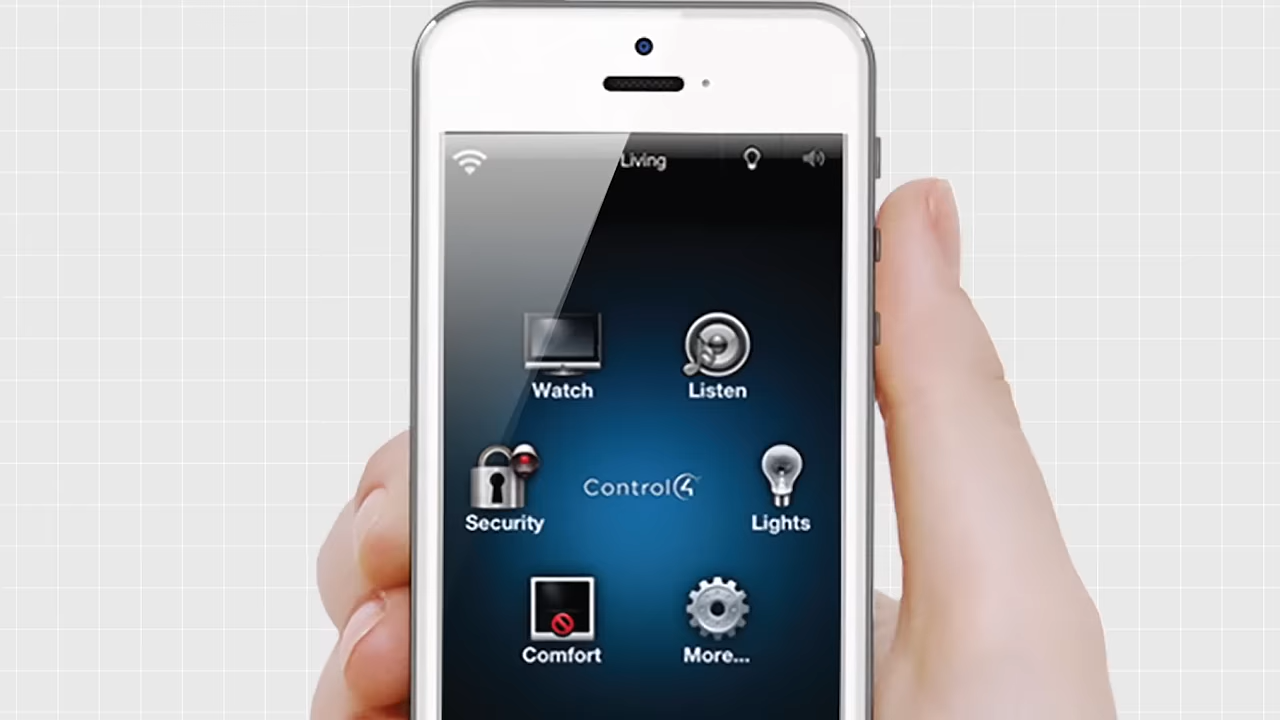 Living
Watch
Listen
Security
Control4
Lights
Comfort
More...